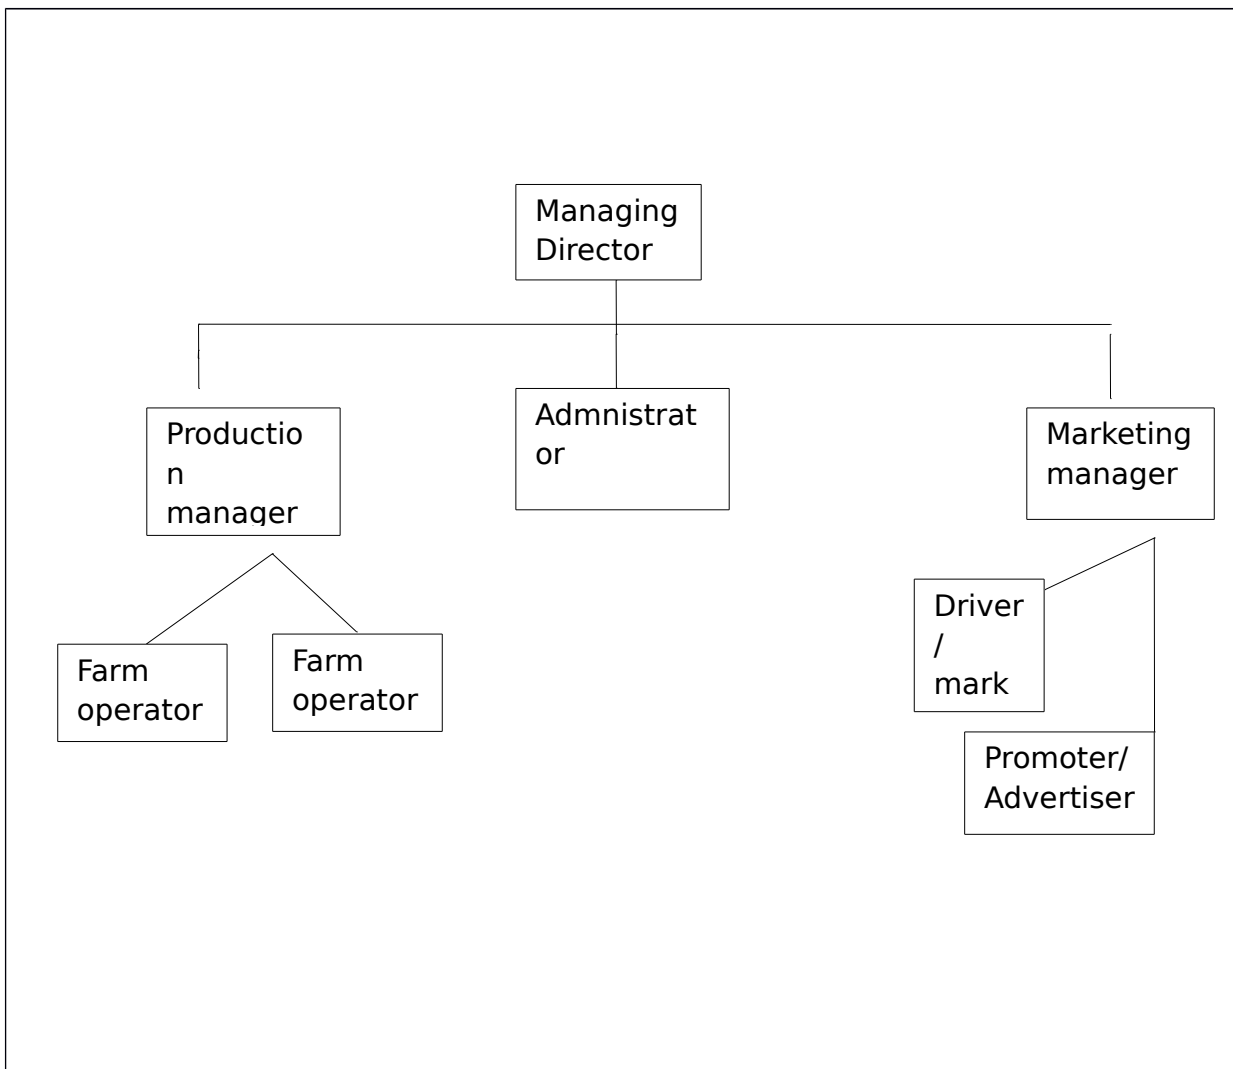 Managing
Director
Productio
n
manager
Admnistrat
or
Marketing
manager
Farm
operator
Farm
operator
Driver
/
mark
Promoter/
Advertiser